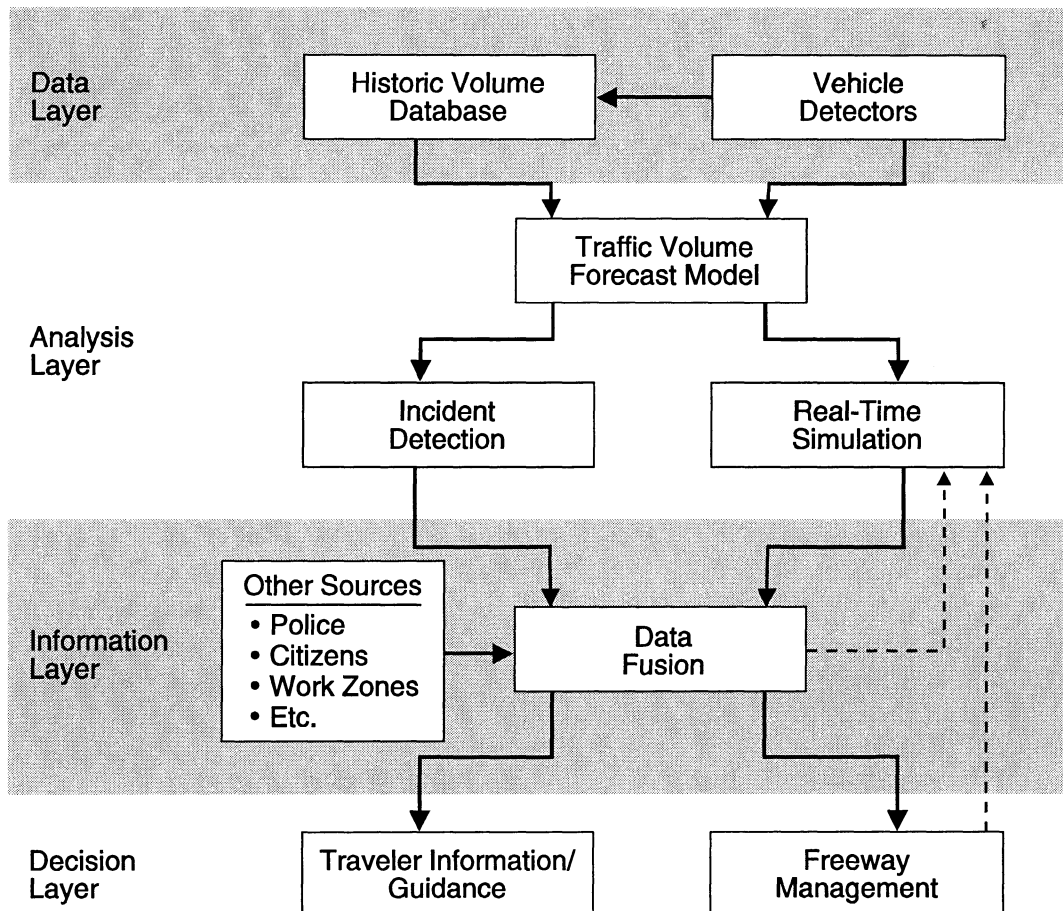 Data
Layer
Historic Volume
Database
Vehicle
Detectors
Traffic Volume
Forecast Model
Analysis
Layer
Incident
Detection
Real-Time
Simulation
Information
Layer
Other Sources
• Police
• Citizens
• Work Zones
• Etc.
Data
Fusion
Decision
Layer
Traveler Information/
Guidance
Freeway
Management